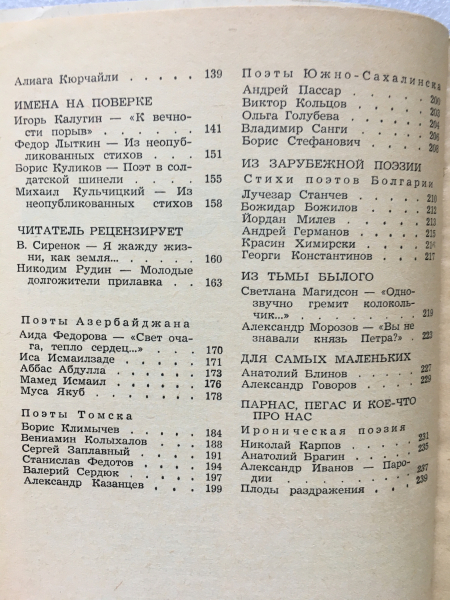 Алиага Кюрчайли . . . . . 139
ИМЕНА НА ПОВЕРКЕ
Игорь Калугин — «К вечно-
сти порыв» . . . . . 141
Федор Лыткин — Из неопуб-
ликованных стихов . . . 151
Борис Куликов — Поэт в сол-
датской шинели . . . . 155
Михаил Кульчицкий — Из
неопубликованных стихов 158
ЧИТАТЕЛЬ РЕЦЕНЗИРУЕТ
В. Сиренок — Я жажду жиз-
ни, как земля... . . . . 160
Никодим Рудин — Молодые
долгожители прилавка . . 163
Поэты Азербайджана
Аида Федорова — «Свет оча-
га, тепло сердец...» . . . 170
Иса Исмаилзаде . . . . . 171
Аббас Абдулла . . . . . 173
Мамед Исмаил . . . . . 176
Муса Якуб . . . . . . 178
Поэты Томска
Борис Климычев . . . . . 184
Вениамин Колыхалов . . . 188
Сергей Заплавный . . . . 191
Станислав Федотов . . . . 194
Валерий Сердюк . . . . . 197
Александр Казанцев . . . . 199
Поэты Южно-Сахалинска
Андрей Пассар . . . . . 200
Виктор Кольцов . . . . . 203
Ольга Голубева . . . . . 204
Владимир Санги . . . . . 206
Борис Стефанович . . . . 208
ИЗ ЗАРУБЕЖНОЙ ПОЭЗИИ
Стихи поэтов Болгарии
Лучезар Станчев . . . . . 210
Божидар Божилов . . . . 212
Йордан Милев . . . . . 213
Андрей Германов . . . . . 215
Красин Химирски . . . . .
Георги Константинов . . . 217
ИЗ ТЬМЫ БЫЛОГО
Светлана Магидсон — «Одно-
звучно гремит колоколь-
чик...» . . . . . . . 219
Александр Морозов — «Вы не
знавали князь Петра?» . . 223
ДЛЯ САМЫХ МАЛЕНЬКИХ
Анатолий Блинов . . . . . 227
Александр Говоров . . . . 229
ПАРНАС, ПЕГАС И КОЕ-ЧТО
ПРО НАС
Ироническая поэзия
Николай Карпов . . . . . 231
Анатолий Брагин . . . . . 235
Александр Иванов — Паро-
дии . . . . . . . . 237
Плоды раздражения . . . . 239